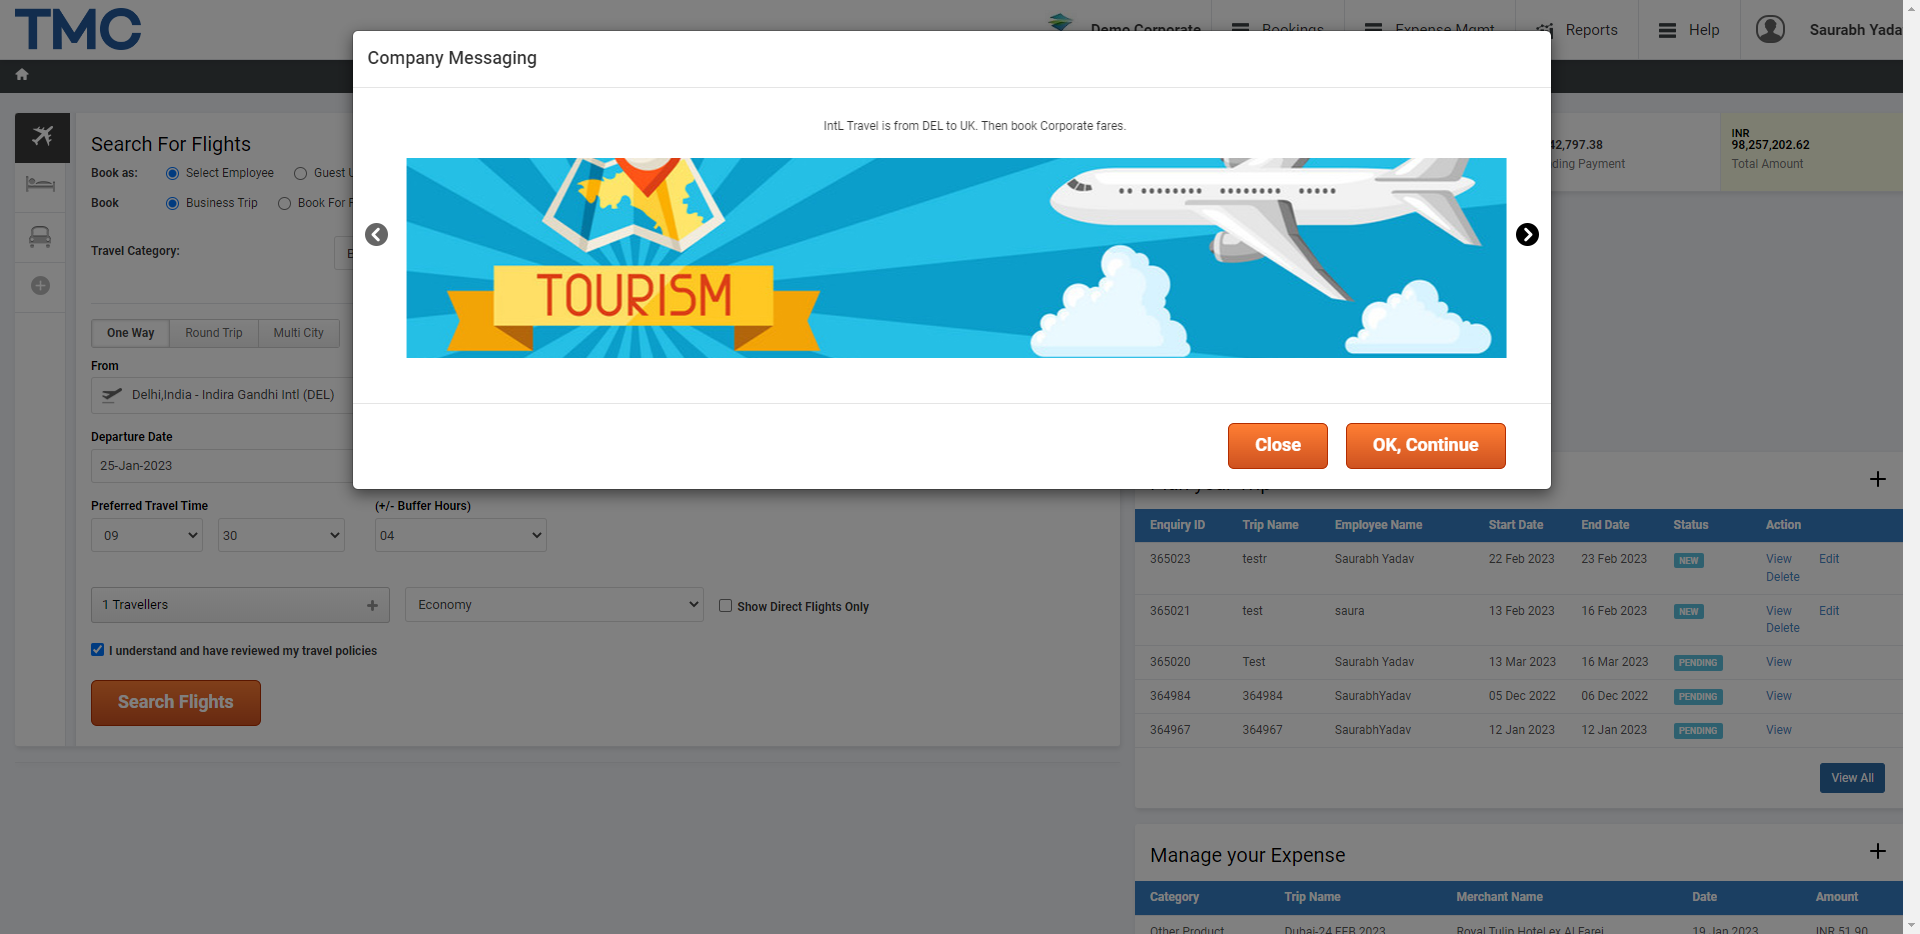 TMC
Demo Corporate
Bookings
Expense Mgmt
Reports
Help
Saurabh Yada
Company Messaging
IntL Travel is from DEL to UK. Then book Corporate fares.
TOURISM
Close
OK, Continue
Search For Flights
Book as:
Select Employee
Guest U
Book
Business Trip
Book For P
Travel Category:
One Way
Round Trip
Multi City
From
Delhi,India - Indira Gandhi Intl (DEL)
Departure Date
25-Jan-2023
Preferred Travel Time
(+/- Buffer Hours)
09
30
04
1 Travellers
Economy
Show Direct Flights Only
I understand and have reviewed my travel policies
Search Flights
42,797.38
ding Payment
INR
98,257,202.62
Total Amount
Enquiry ID Trip Name Employee Name Start Date End Date Status Action
365023 testr Saurabh Yadav 22 Feb 2023 23 Feb 2023 NEW View Edit
Delete
365021 test saura 13 Feb 2023 16 Feb 2023 NEW View Edit
Delete
365020 Test Saurabh Yadav 13 Mar 2023 16 Mar 2023 PENDING View
364984 364984 SaurabhYadav 05 Dec 2022 06 Dec 2022 PENDING View
364967 364967 SaurabhYadav 12 Jan 2023 12 Jan 2023 PENDING View
View All
Manage your Expense
Category Trip Name Merchant Name Date Amount
Other Product Dubai-24 FEB 2023 Royal Tulip Hotel ex Al Farei 19 Jan 2023 INR 51.90